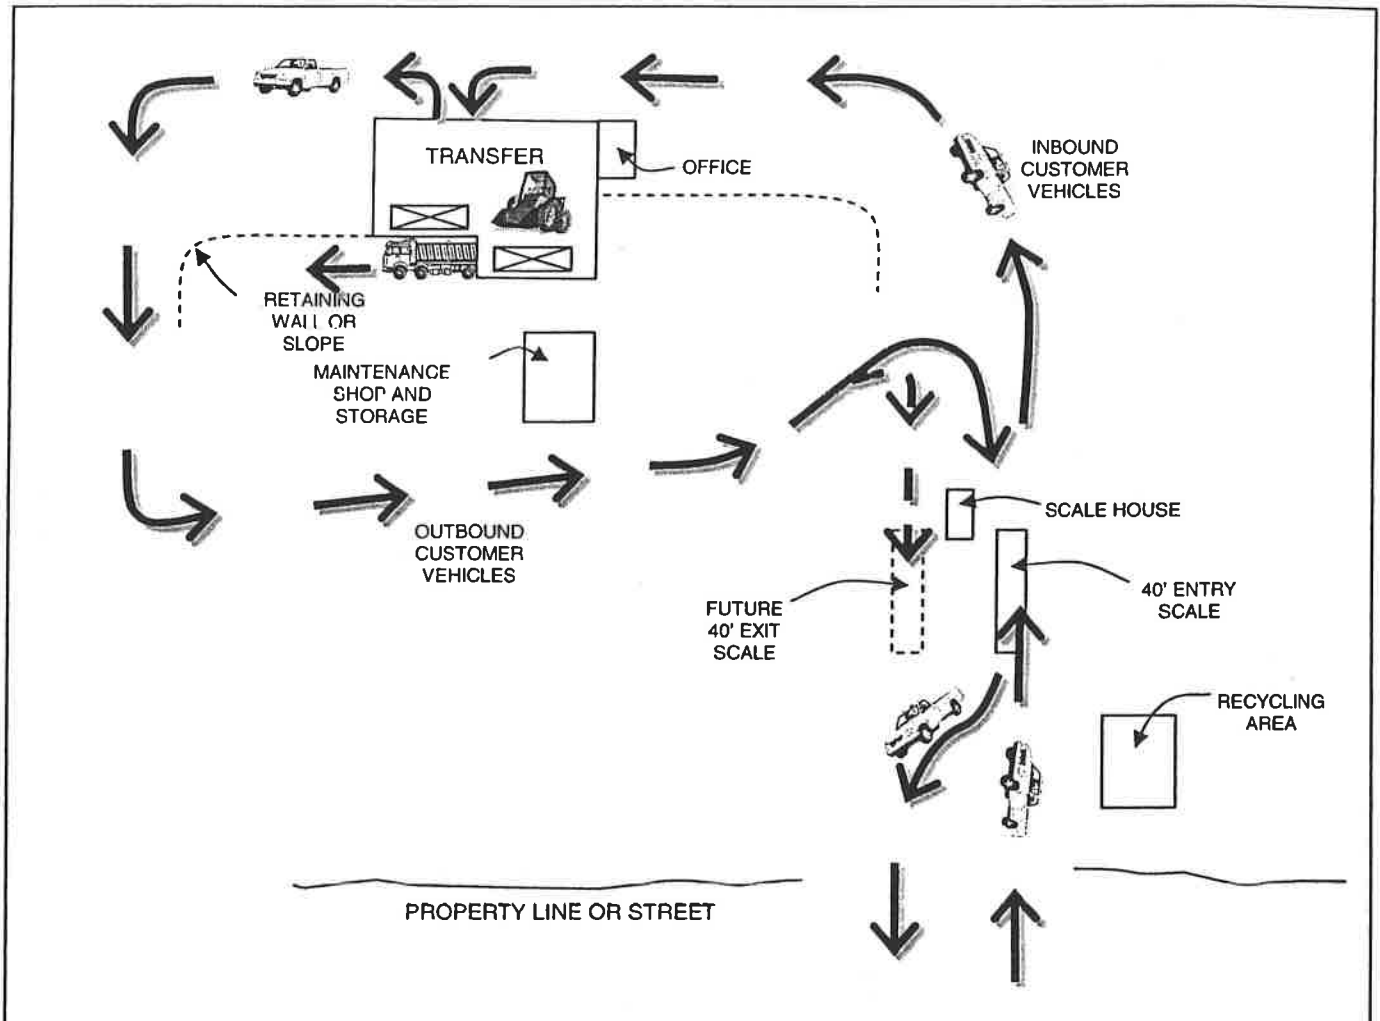 TRANSFER
OFFICE
INBOUND
CUSTOMER
VEHICLES
RETAINING
WALL OR
SLOPE
MAINTENANCE
SHOP AND
STORAGE
OUTBOUND
CUSTOMER
VEHICLES
SCALE HOUSE
40' ENTRY
SCALE
FUTURE
40' EXIT
SCALE
RECYCLING
AREA
PROPERTY LINE OR STREET